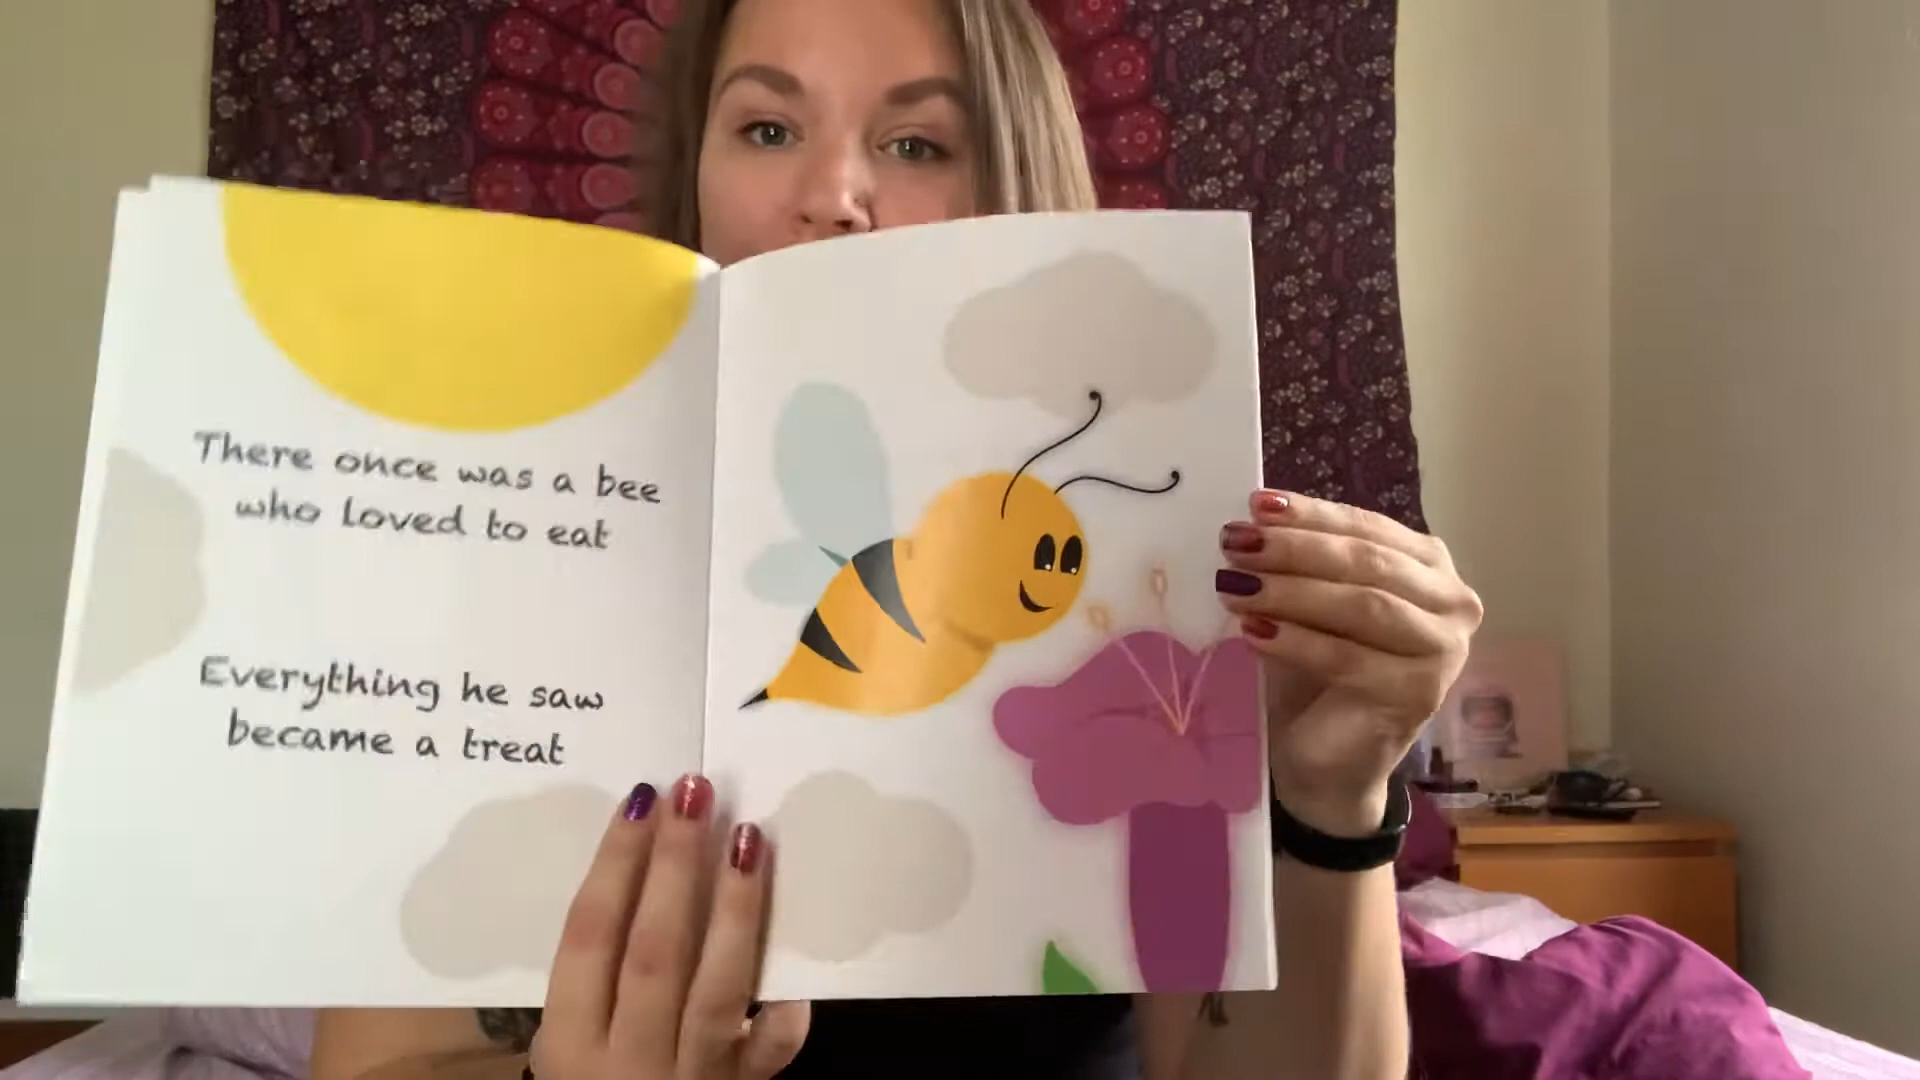 There once was a bee
who loved to eat
Everything he saw
became a treat